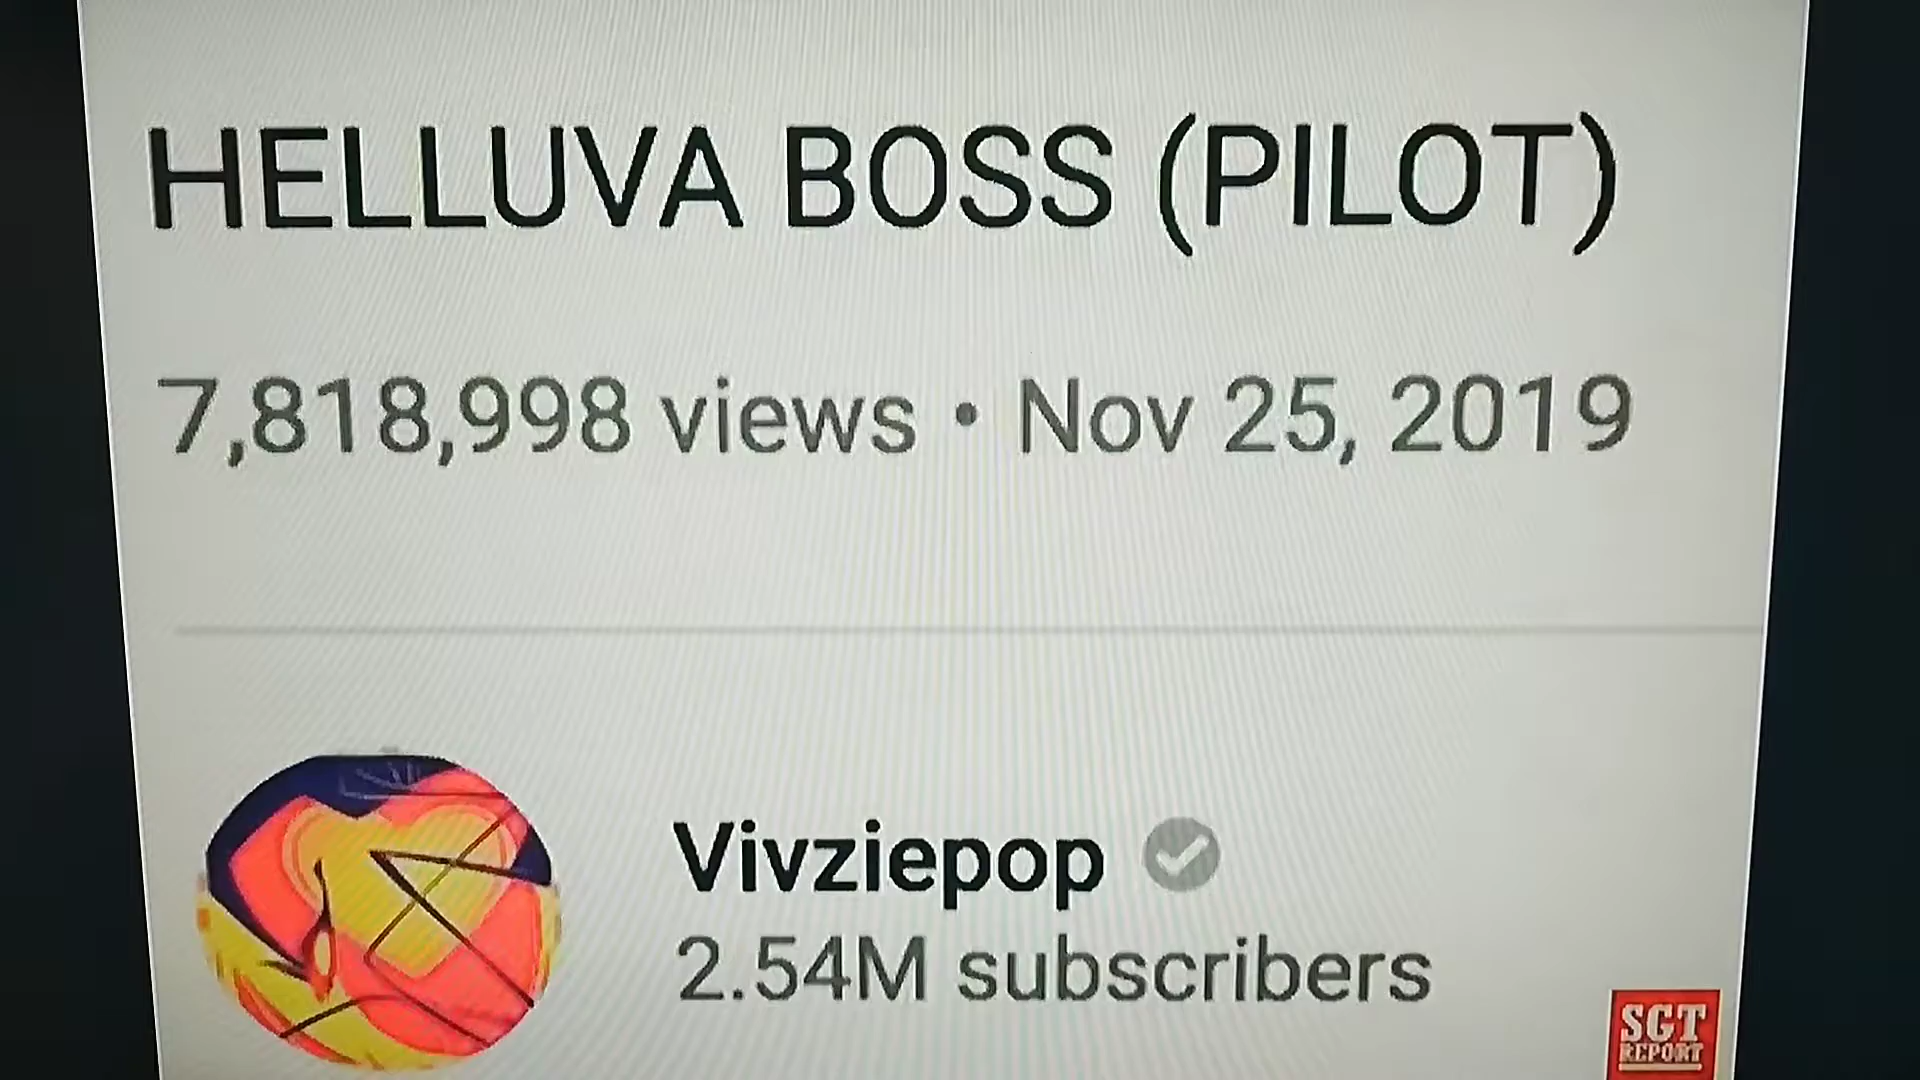 HELLUVA BOSS (PILOT)
7,818,998 views • Nov 25, 2019
Vivziepop
2.54M subscribers
SGT
REPORT